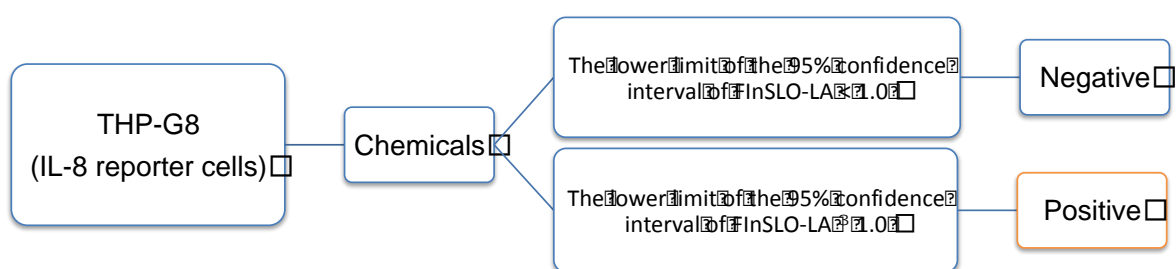 THP-G8
(IL-8 reporter cells)
Chemicals
The lower limit of the 95% confidence
interval of FInSLO-LA < 1.0
Negative
The lower limit of the 95% confidence
interval of FInSLO-LA ³ 1.0
Positive